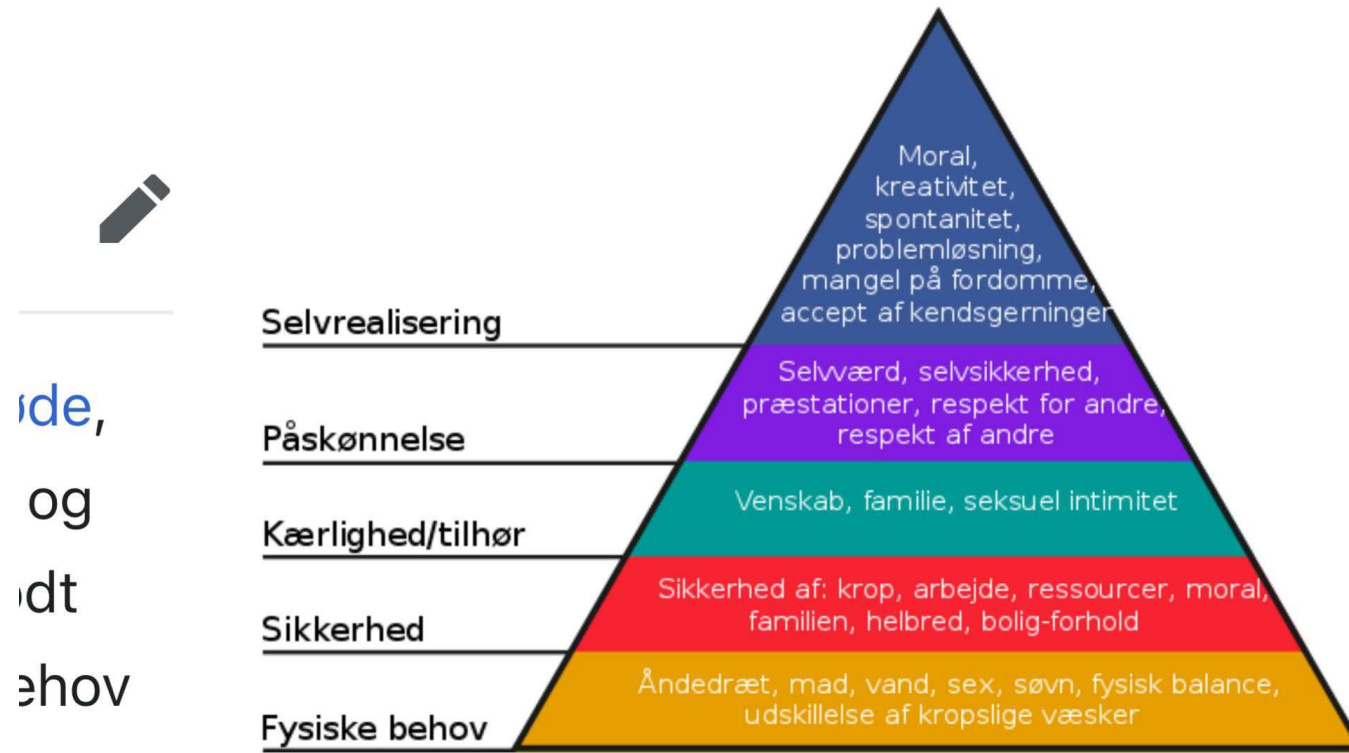 øde,
og
ehov
Moral,
kreativitet,
spontanitet,
problemløsning,
mangel på fordomme,
accept af kendsgerninger
Selvrealisering
Selvværd, selvsikkerhed,
præstationer, respekt for andre,
respekt af andre
Påskønnelse
Venskab, familie, seksuel intimitet
Kærlighed/tilhør
Sikkerhed af: krop, arbejde, ressourcer, moral,
familien, helbred, bolig-forhold
Sikkerhed
Åndedræt, mad, vand, sex, søvn, fysisk balance,
udskillelse af kropslige væsker
Fysiske behov